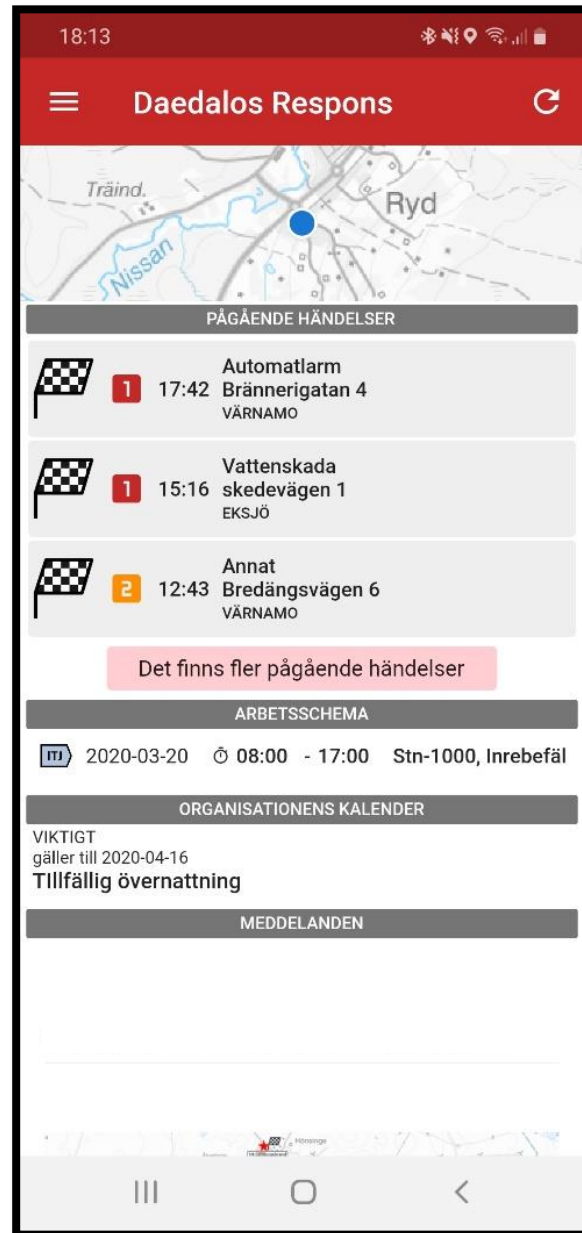 18:13
Daedalos Respons
Träind.
Ryd
Nissan
PÅGÅENDE HÄNDELSER
Automatlarm
1 17:42 Brännerigatan 4
VÄRNAMO
Vattenskada
1 15:16 skedevägen 1
EKSJÖ
Annat
2 12:43 Bredängsvägen 6
VÄRNAMO
Det finns fler pågående händelser
ARBETSSCHEMA
ITJ 2020-03-20 08:00 - 17:00 Stn-1000, Inrebefäl
ORGANISATIONENS KALENDER
VIKTIGT
gäller till 2020-04-16
TIllfällig övernattning
MEDDELANDEN